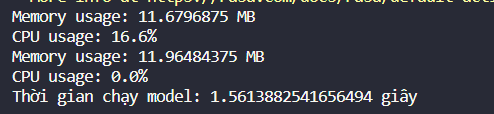 Memory usage: 11.6796875 MB
CPU usage: 16.6%
Memory usage: 11.96484375 MB
CPU usage: 0.0%
Thời gian chạy model: 1.5613882541656494 giây